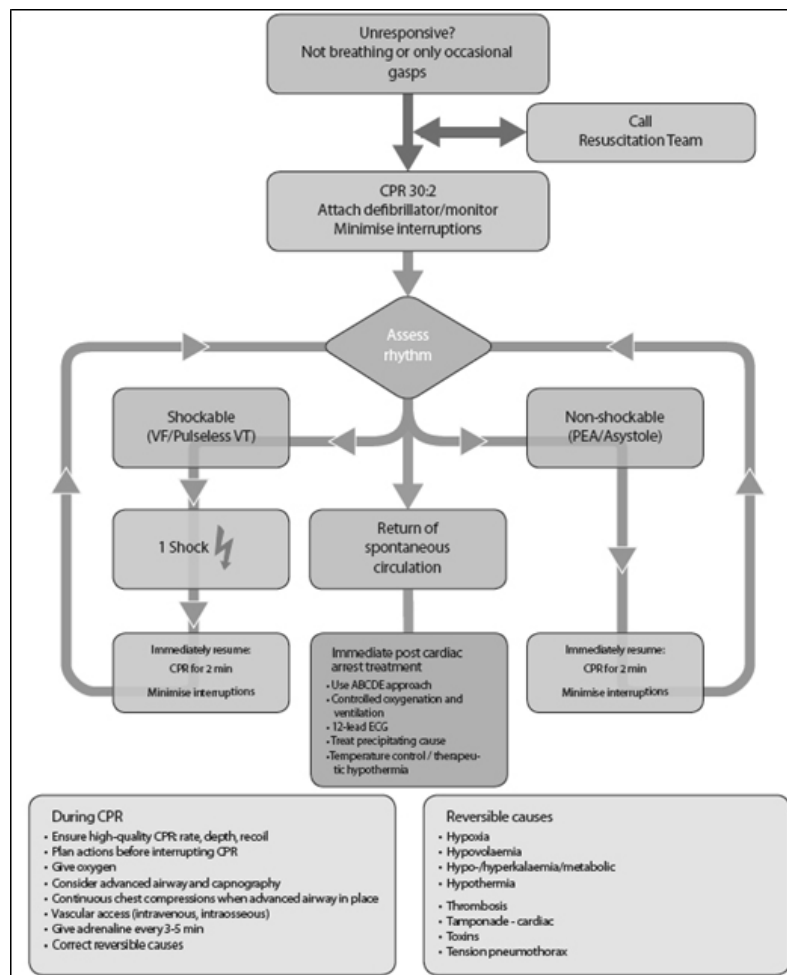 Unresponsive?
Not breathing or only occasional
gasps
Call
Resuscitation Team
CPR 30:2
Attach defibrillator/monitor
Minimise interruptions
Assess
rhythm
Shockable
(VF/Pulseless VT)
Non-shockable
(PEA/Asystole)
1 Shock
Return of
spontaneous
circulation
Immediately resume:
CPR for 2 min
Minimise interruptions
Immediate post cardiac
arrest treatment
• Use ABCDE approach
• Controlled oxygenation and
ventilation
• 12-lead ECG
• Treat precipitating cause
• Temperature control / therapeu-
tic hypothermia
Immediately resume:
CPR for 2 min
Minimise interruptions
During CPR
• Ensure high-quality CPR: rate, depth, recoil
• Plan actions before interrupting CPR
• Give oxygen
• Consider advanced airway and capnography
• Continuous chest compressions when advanced airway in place
• Vascular access (intravenous, intraosseous)
• Give adrenaline every 3-5 min
• Correct reversible causes
Reversible causes
• Hypoxia
• Hypovolaemia
• Hypo-/hyperkalaemia/metabolic
• Hypothermia
• Thrombosis
• Tamponade - cardiac
• Toxins
• Tension pneumothorax